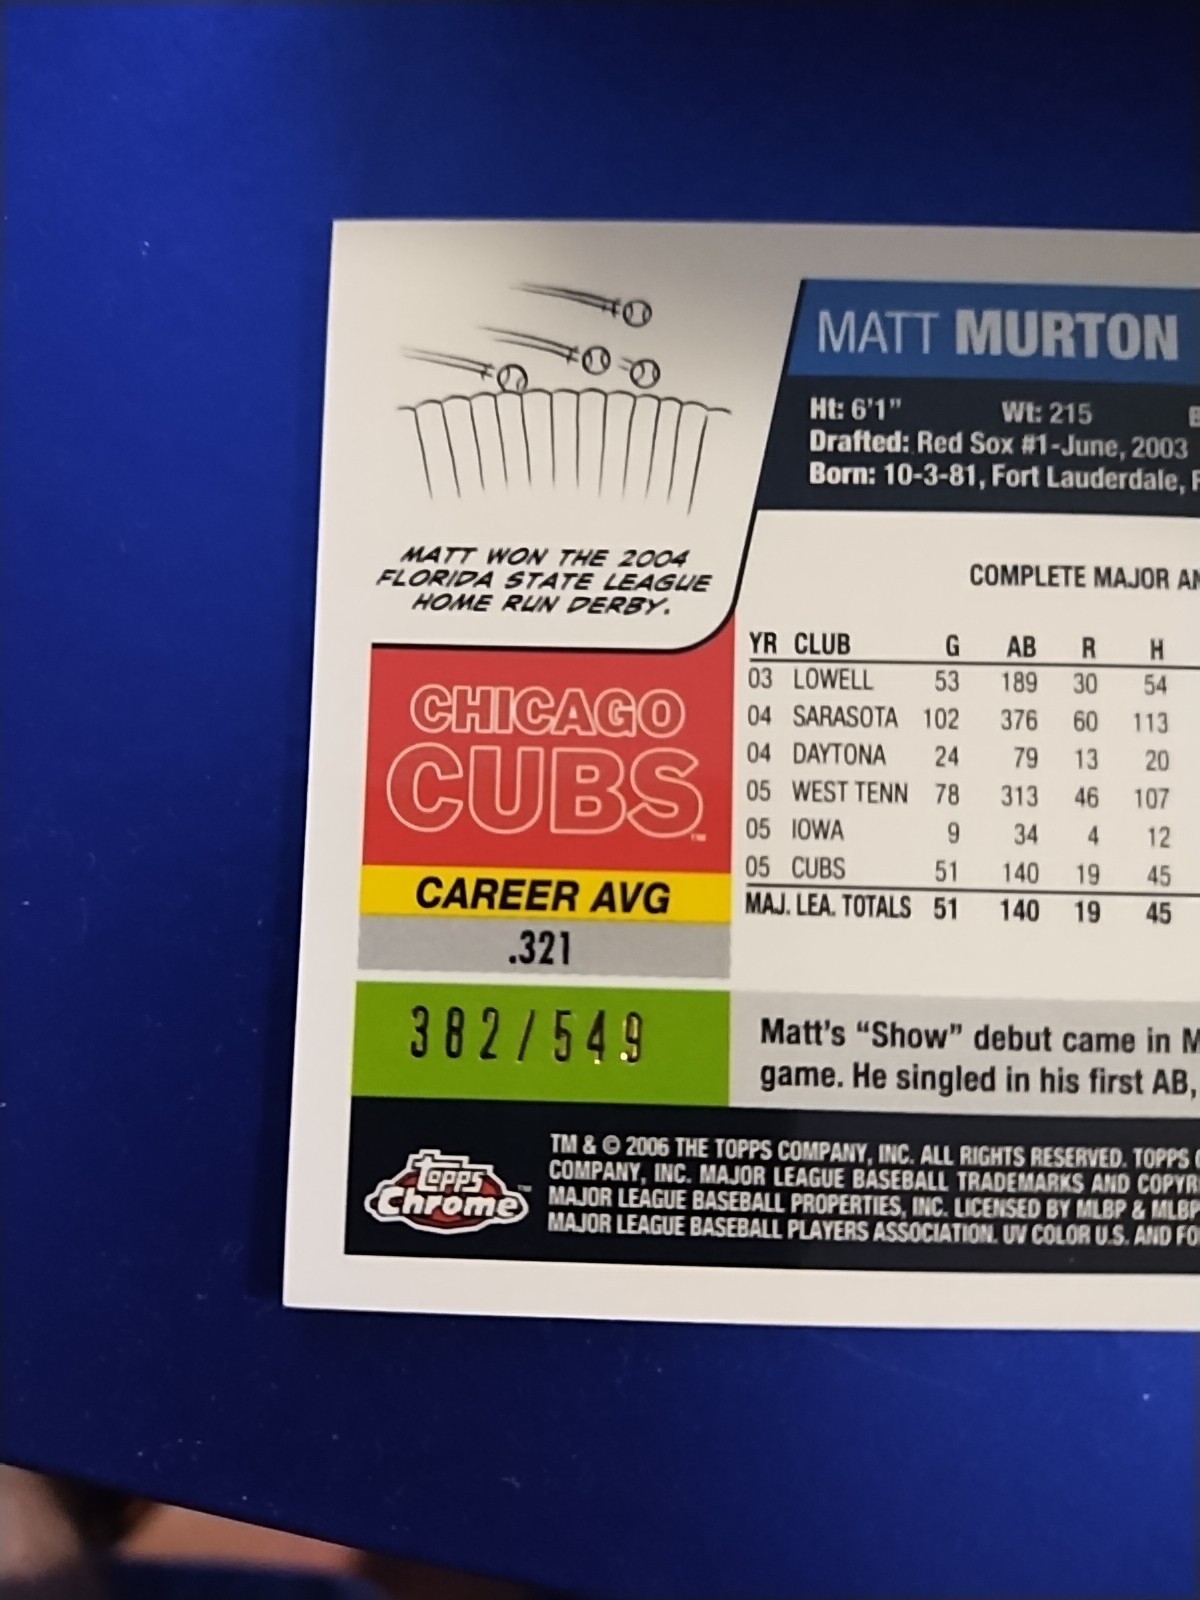 MATT MURTON
Ht: 6'1" Wt: 215
Drafted: Red Sox #1-June, 2003
Born: 10-3-81, Fort Lauderdale,
MATT WON THE 2004
FLORIDA STATE LEAGUE
HOME RUN DERBY.
COMPLETE MAJOR
YR CLUB G AB R H
03 LOWELL 53 189 30 54
04 SARASOTA 102 376 60 113
04 DAYTONA 24 79 13 20
05 WEST TENN 78 313 46 107
05 IOWA 9 34 4 12
05 CUBS 51 140 19 45
MAJ. LEA. TOTALS 51 140 19 45
CHICAGO
CUBS™
CAREER AVG
.321
382/549
Matt's "Show" debut came in
game. He singled in his first AB,
Topps
Chrome™
TM & © 2006 THE TOPPS COMPANY, INC. ALL RIGHTS RESERVED. TOPPS
COMPANY, INC. MAJOR LEAGUE BASEBALL TRADEMARKS AND
MAJOR LEAGUE BASEBALL PROPERTIES, INC. LICENSED BY MLBP &
MAJOR LEAGUE BASEBALL PLAYERS ASSOCIATION. UV COLOR U.S. AND